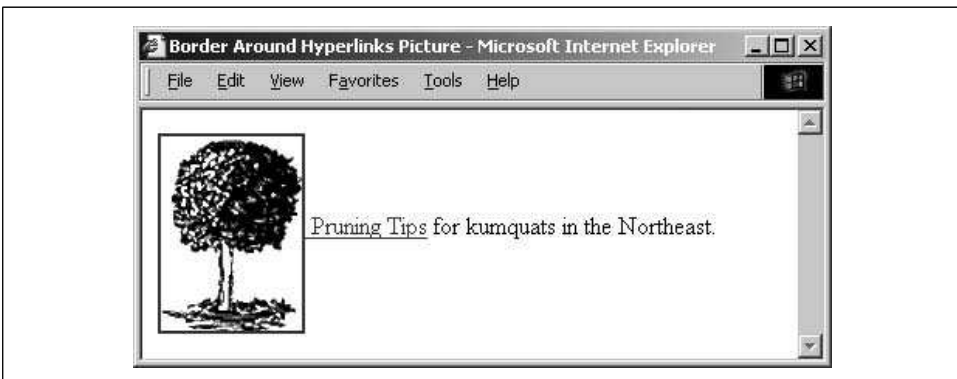 Border Around Hyperlinks Picture - Microsoft Internet Explorer
File Edit View Favorites Tools Help
Pruning Tips for kumquats in the Northeast.